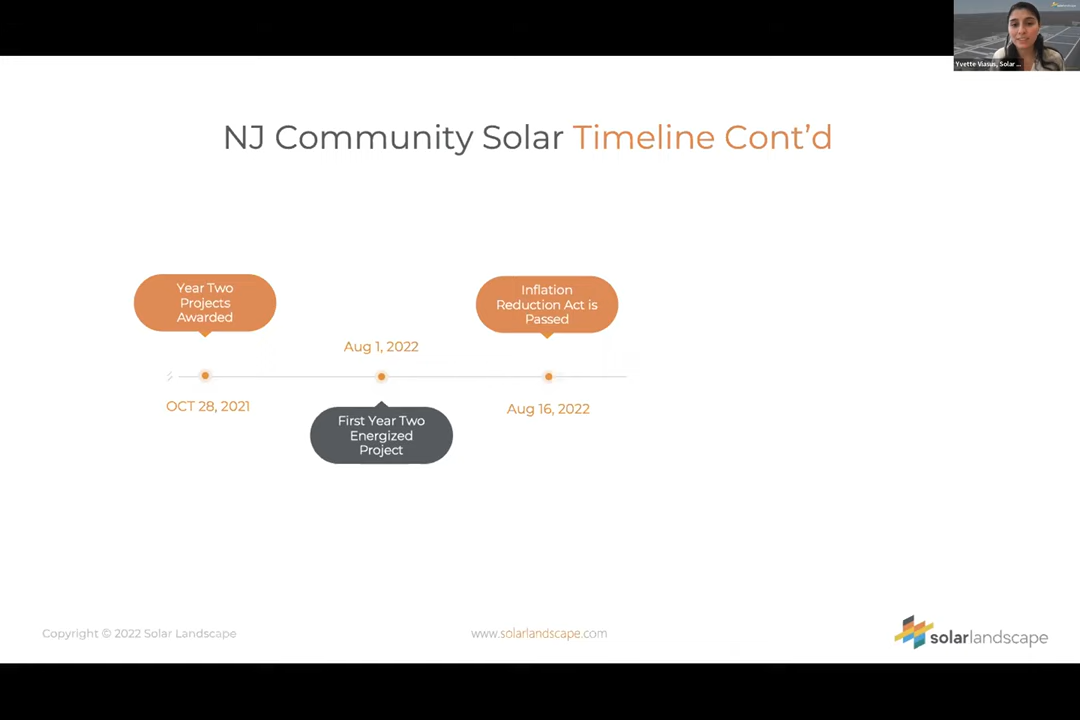 Yvette Viasus, Solar ...
NJ Community Solar Timeline Cont'd
Year Two
Projects
Awarded
OCT 28, 2021
Aug 1, 2022
First Year Two
Energized
Project
Inflation
Reduction Act is
Passed
Aug 16, 2022
Copyright © 2022 Solar Landscape
www.solarlandscape.com
solarlandscape